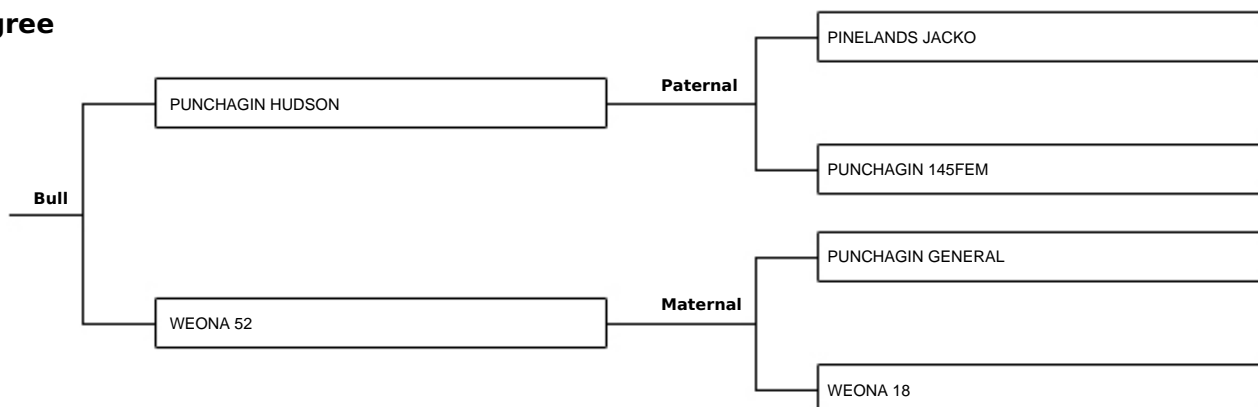 gree
PINELANDS JACKO
Paternal
PUNCHAGIN HUDSON
PUNCHAGIN 145FEM
Bull
PUNCHAGIN GENERAL
Maternal
WEONA 52
WEONA 18